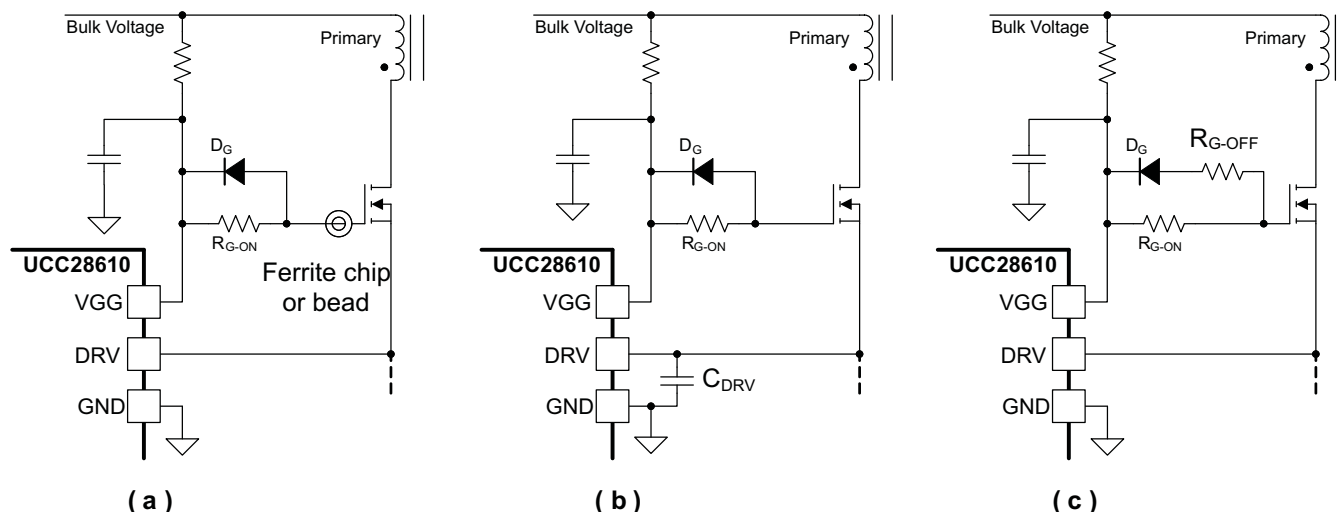 Bulk Voltage
Primary
D_G
R_G-ON
Ferrite chip
or bead
UCC28610
VGG
DRV
GND
( a )
Bulk Voltage
Primary
D_G
R_G-ON
UCC28610
VGG
DRV
C_DRV
GND
( b )
Bulk Voltage
Primary
D_G
R_G-OFF
R_G-ON
UCC28610
VGG
DRV
GND
( c )